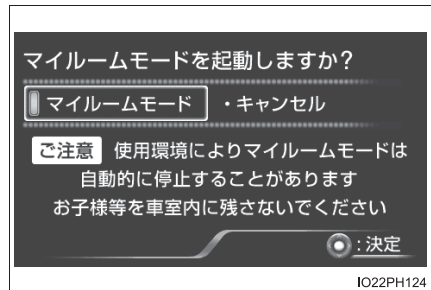 マイルームモードを起動しますか?
マイルームモード ・キャンセル
ご注意 使用環境によりマイルームモードは
自動的に停止することがあります
お子様等を車室内に残さないでください
:決定
IO22PH124